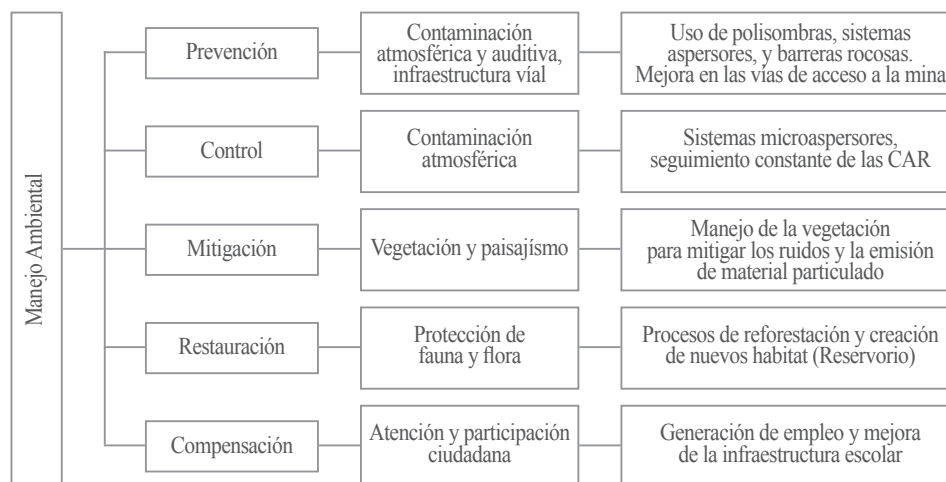 Manejo Ambiental
Prevención
Contaminación
atmosférica y auditiva,
infraestructura víal
Uso de polisombras, sistemas
aspersores, y barreras rocosas.
Mejora en las vías de acceso a la mina
Control
Contaminación
atmosférica
Sistemas microaspersores,
seguimiento constante de las CAR
Mitigación
Vegetación y paisajísmo
Manejo de la vegetación
para mitigar los ruidos y la emisión
de material particulado
Restauración
Protección de
fauna y flora
Procesos de reforestación y creación
de nuevos habitat (Reservorio)
Compensación
Atención y participación
ciudadana
Generación de empleo y mejora
de la infraestructura escolar